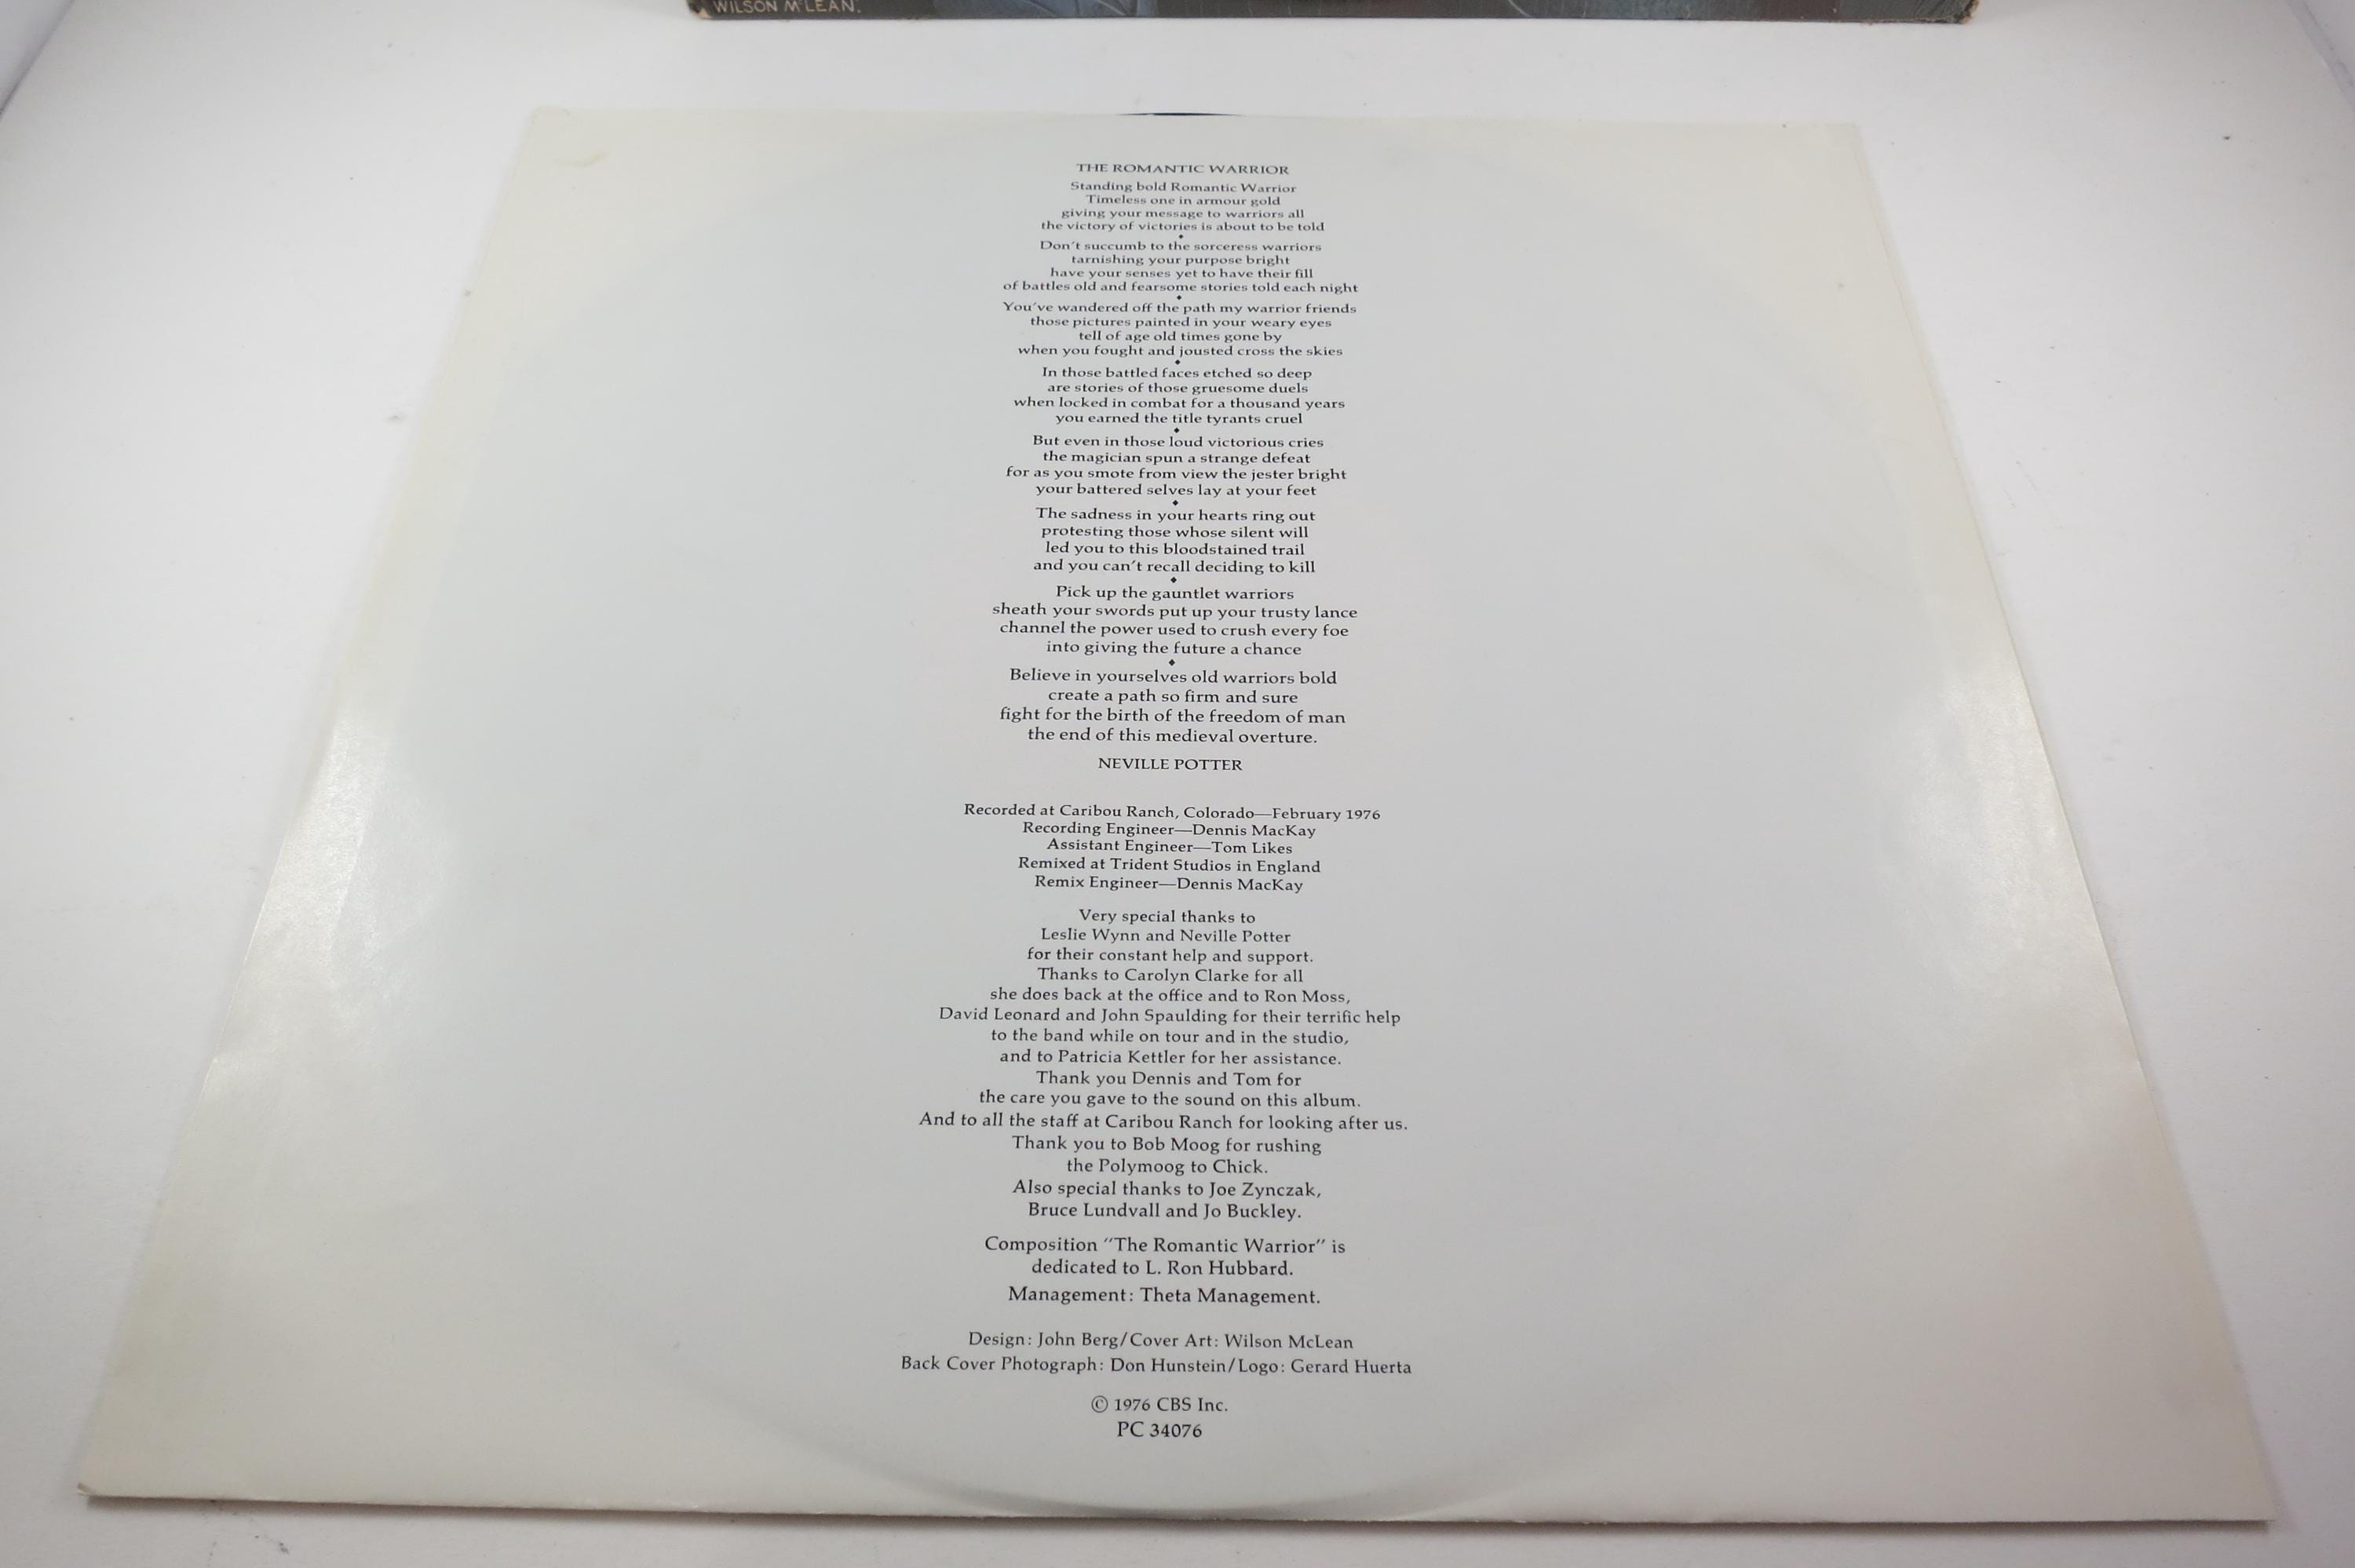 WILSON McLEAN.
THE ROMANTIC WARRIOR
Standing bold Romantic Warrior
Timeless one in armour gold
giving your message to warriors all
the victory of victories is about to be told
Don't succumb to the sorceress warriors
tarnishing your purpose bright
have your senses yet to have their fill
of battles old and fearsome stories told each night
You've wandered off the path my warrior friends
those pictures painted in your weary eyes
tell of age old times gone by
when you fought and jousted cross the skies
In those battled faces etched so deep
are stories of those gruesome duels
when locked in combat for a thousand years
you earned the title tyrants cruel
But even in those loud victorious cries
the magician spun a strange defeat
for as you smote from view the jester bright
your battered selves lay at your feet
The sadness in your hearts ring out
protesting those whose silent will
led you to this bloodstained trail
and you can't recall deciding to kill
Pick up the gauntlet warriors
sheath your swords put up your trusty lance
channel the power used to crush every foe
into giving the future a chance
Believe in yourselves old warriors bold
create a path so firm and sure
fight for the birth of the freedom of man
the end of this medieval overture.
NEVILLE POTTER
Recorded at Caribou Ranch, Colorado—February 1976
Recording Engineer—Dennis MacKay
Assistant Engineer—Tom Likes
Remixed at Trident Studios in England
Remix Engineer—Dennis MacKay
Very special thanks to
Leslie Wynn and Neville Potter
for their constant help and support.
Thanks to Carolyn Clarke for all
she does back at the office and to Ron Moss,
David Leonard and John Spaulding for their terrific help
to the band while on tour and in the studio,
and to Patricia Kettler for her assistance.
Thank you Dennis and Tom for
the care you gave to the sound on this album.
And to all the staff at Caribou Ranch for looking after us.
Thank you to Bob Moog for rushing
the Polymoog to Chick.
Also special thanks to Joe Zynczak,
Bruce Lundvall and Jo Buckley.
Composition "The Romantic Warrior" is
dedicated to L. Ron Hubbard.
Management: Theta Management.
Design: John Berg/Cover Art: Wilson McLean
Back Cover Photograph: Don Hunstein/Logo: Gerard Huerta
© 1976 CBS Inc.
PC 34076